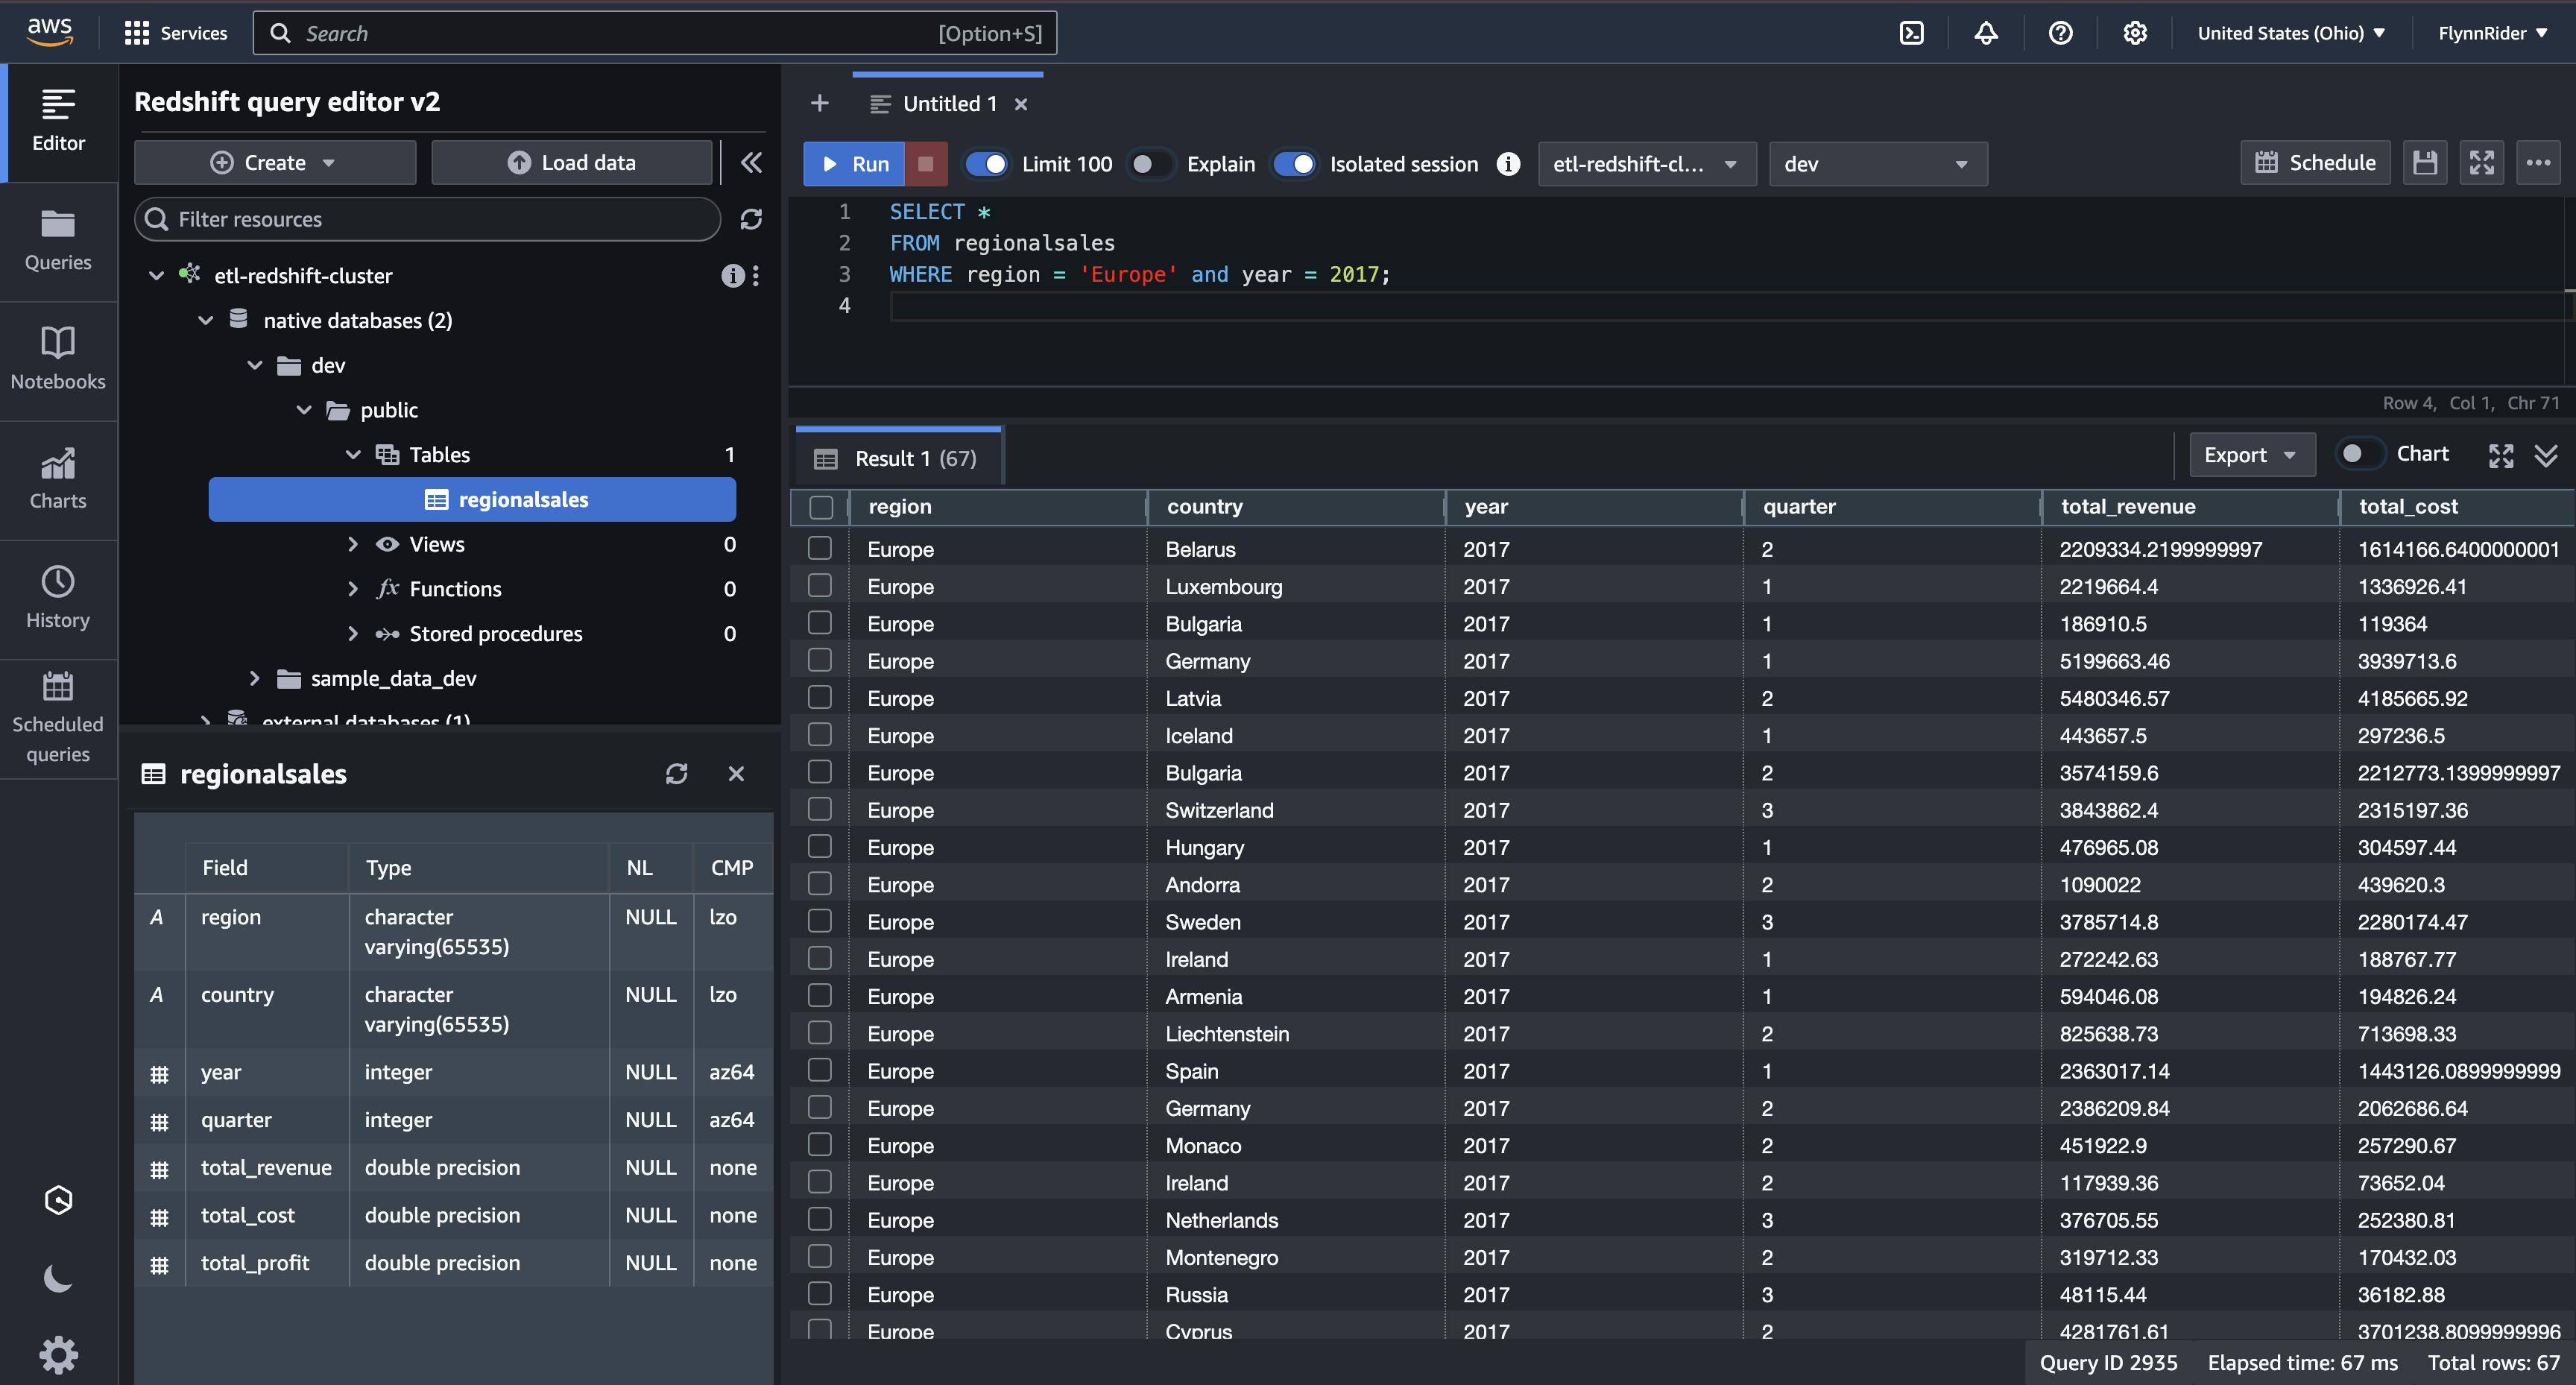 aws
Services
Search
[Option+S]
United States (Ohio)
FlynnRider
Editor
Queries
Notebooks
Charts
History
Scheduled
queries
Redshift query editor v2
Create
Load data
Filter resources
etl-redshift-cluster
native databases (2)
dev
public
Tables 1
regionalsales
Views 0
fx Functions 0
Stored procedures 0
sample_data_dev
external databases (1)
regionalsales
Field Type NL CMP
A region character varying(65535) NULL lzo
A country character varying(65535) NULL lzo
year integer NULL az64
quarter integer NULL az64
total_revenue double precision NULL none
total_cost double precision NULL none
total_profit double precision NULL none
Untitled 1
Run
Limit 100
Explain
Isolated session
etl-redshift-cl...
dev
Schedule
1 SELECT *
2 FROM regionalsales
3 WHERE region = 'Europe' and year = 2017;
4
Row 4, Col 1, Chr 71
Result 1 (67)
Export
Chart
region country year quarter total_revenue total_cost
Europe Belarus 2017 2 2209334.2199999997 1614166.6400000001
Europe Luxembourg 2017 1 2219664.4 1336926.41
Europe Bulgaria 2017 1 186910.5 119364
Europe Germany 2017 1 5199663.46 3939713.6
Europe Latvia 2017 2 5480346.57 4185665.92
Europe Iceland 2017 1 443657.5 297236.5
Europe Bulgaria 2017 2 3574159.6 2212773.1399999997
Europe Switzerland 2017 3 3843862.4 2315197.36
Europe Hungary 2017 1 476965.08 304597.44
Europe Andorra 2017 2 1090022 439620.3
Europe Sweden 2017 3 3785714.8 2280174.47
Europe Ireland 2017 1 272242.63 188767.77
Europe Armenia 2017 1 594046.08 194826.24
Europe Liechtenstein 2017 2 825638.73 713698.33
Europe Spain 2017 1 2363017.14 1443126.0899999999
Europe Germany 2017 2 2386209.84 2062686.64
Europe Monaco 2017 2 451922.9 257290.67
Europe Ireland 2017 2 117939.36 73652.04
Europe Netherlands 2017 3 376705.55 252380.81
Europe Montenegro 2017 2 319712.33 170432.03
Europe Russia 2017 3 48115.44 36182.88
Europe Cyprus 2017 2 4281761.61 3701238.8099999996
Query ID 2935 Elapsed time: 67 ms Total rows: 67